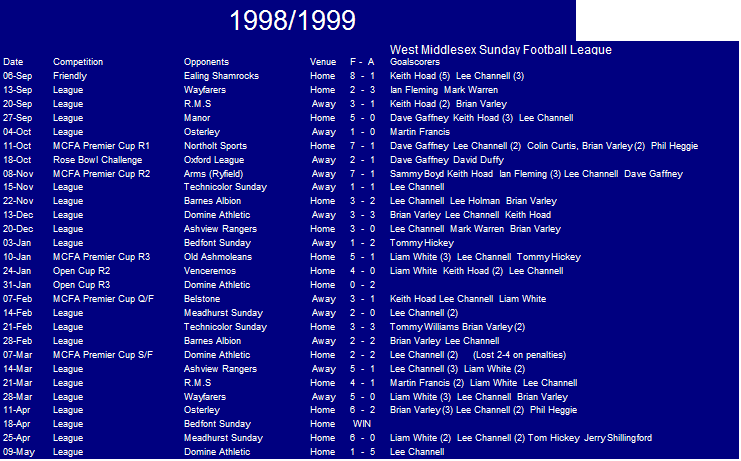 1998/1999
West Middlesex Sunday Football League
Date Competition Opponents Venue F - A Goalscorers
06-Sep Friendly Ealing Shamrocks Home 8 - 1 Keith Hoad (5) Lee Channell (3)
13-Sep League Wayfarers Home 2 - 3 Ian Fleming Mark Warren
20-Sep League R.M.S Away 3 - 1 Keith Hoad (2) Brian Varley
27-Sep League Manor Home 5 - 0 Dave Gaffney Keith Hoad (3) Lee Channell
04-Oct League Osterley Away 1 - 0 Martin Francis
11-Oct MCFA Premier Cup R1 Northolt Sports Home 7 - 1 Dave Gaffney Lee Channell (2) Colin Curtis, Brian Varley (2) Phil Heggie
18-Oct Rose Bowl Challenge Oxford League Away 2 - 1 Dave Gaffney David Duffy
08-Nov MCFA Premier Cup R2 Arms (Ryfield) Away 7 - 1 Sammy Boyd Keith Hoad Ian Fleming (3) Lee Channell Dave Gaffney
15-Nov League Technicolor Sunday Away 1 - 1 Lee Channell
22-Nov League Barnes Albion Home 3 - 2 Lee Channell Lee Holman Brian Varley
13-Dec League Domine Athletic Away 3 - 3 Brian Varley Lee Channell Keith Hoad
20-Dec League Ashview Rangers Home 3 - 0 Lee Channell Mark Warren Brian Varley
03-Jan League Bedfont Sunday Away 1 - 2 Tommy Hickey
10-Jan MCFA Premier Cup R3 Old Ashmoleans Home 5 - 1 Liam White (3) Lee Channell Tommy Hickey
24-Jan Open Cup R2 Venceremos Home 4 - 0 Liam White Keith Hoad (2) Lee Channell
31-Jan Open Cup R3 Domine Athletic Home 0 - 2
07-Feb MCFA Premier Cup Q/F Belstone Away 3 - 1 Keith Hoad Lee Channell Liam White
14-Feb League Meadhurst Sunday Away 2 - 0 Lee Channell (2)
21-Feb League Technicolor Sunday Home 3 - 3 Tommy Williams Brian Varley (2)
28-Feb League Barnes Albion Away 2 - 2 Brian Varley Lee Channell
07-Mar MCFA Premier Cup S/F Domine Athletic Home 2 - 2 Lee Channell (2) (Lost 2-4 on penalties)
14-Mar League Ashview Rangers Away 5 - 1 Lee Channell (3) Liam White (2)
21-Mar League R.M.S Home 4 - 1 Martin Francis (2) Liam White Lee Channell
28-Mar League Wayfarers Away 5 - 0 Liam White (3) Lee Channell Brian Varley
11-Apr League Osterley Home 6 - 2 Brian Varley (3) Lee Channell (2) Phil Heggie
18-Apr League Bedfont Sunday Home WIN
25-Apr League Meadhurst Sunday Home 6 - 0 Liam White (2) Lee Channell (2) Tom Hickey Jerry Shillingford
09-May League Domine Athletic Home 1 - 5 Lee Channell